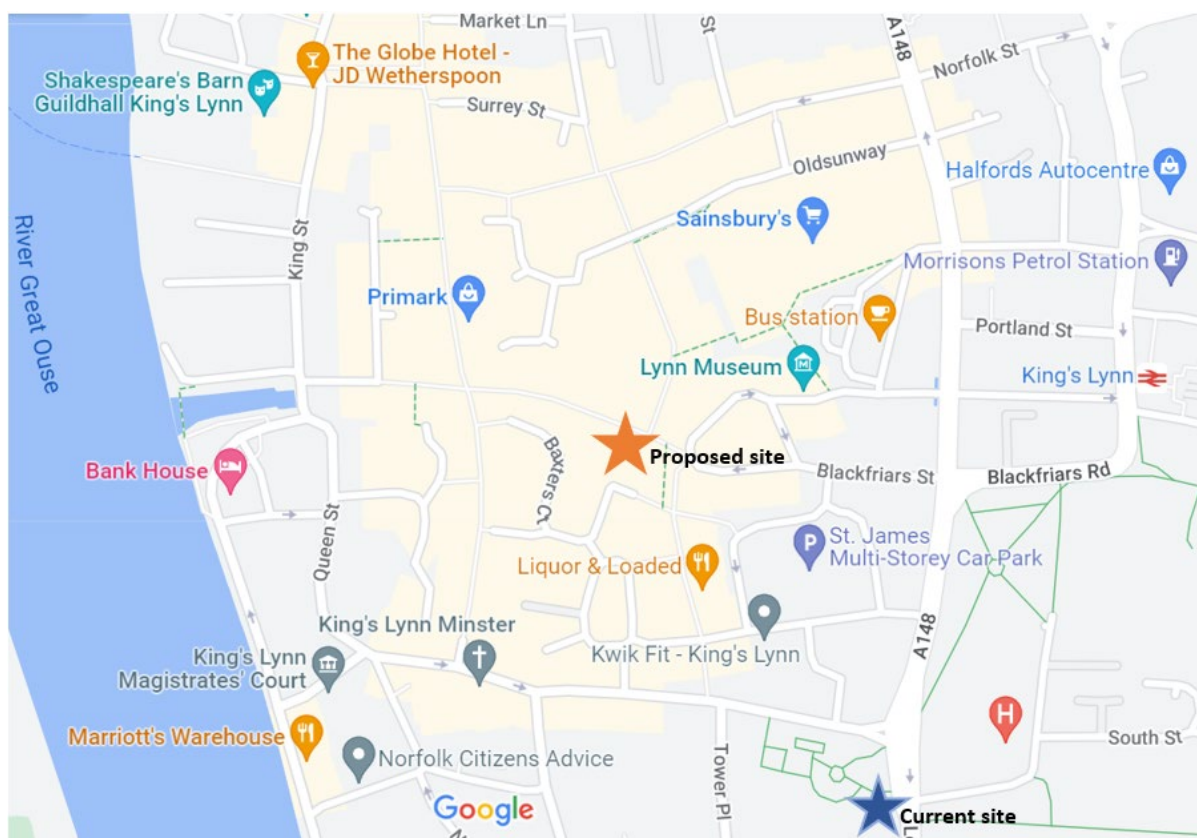 Market Ln
St
A148
The Globe Hotel -
JD Wetherspoon
Norfolk St
Shakespeare's Barn
Guildhall King's Lynn
Surrey St
Oldsunway
Halfords Autocentre
Sainsbury's
King St
River Great Ouse
Morrisons Petrol Station
Primark
Bus station
Portland St
Lynn Museum
King's Lynn
Proposed site
Baxters Ct
Bank House
Blackfriars St
Blackfriars Rd
Queen St
P
St. James
Multi-Storey Car Park
Liquor & Loaded
King's Lynn Minster
Kwik Fit - King's Lynn
A148
King's Lynn
Magistrates' Court
H
Marriott's Warehouse
South St
Norfolk Citizens Advice
Tower Pl
Google
Current site